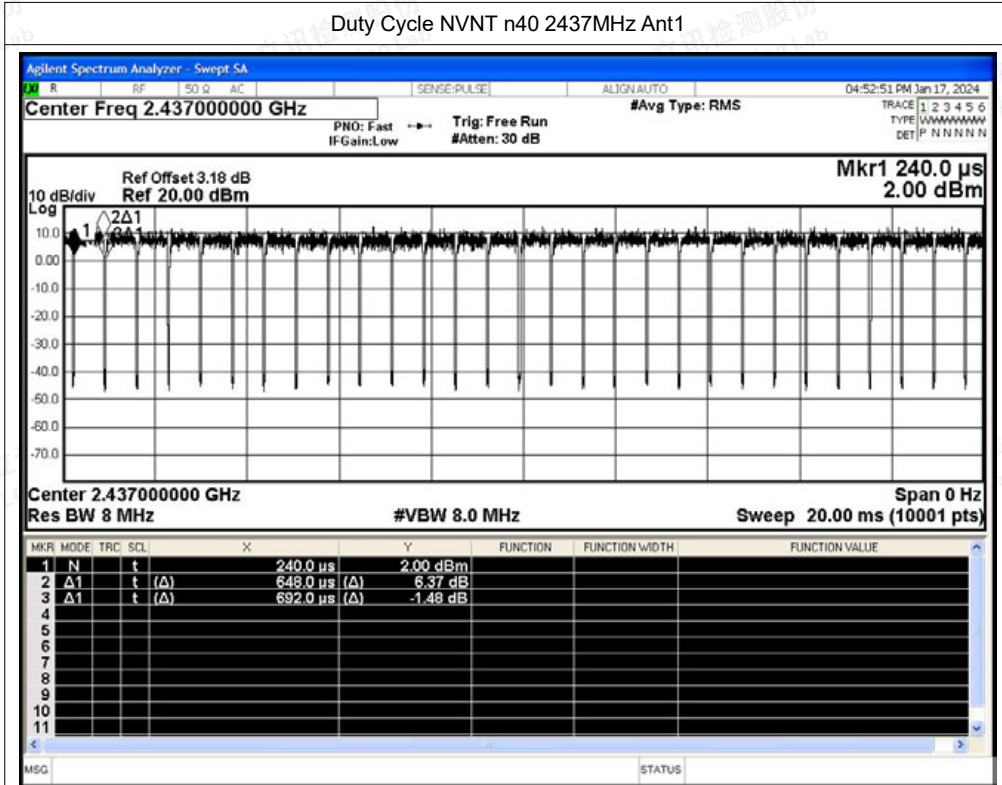 Duty Cycle NVNT n40 2437MHz Ant1
Agilent Spectrum Analyzer - Swept SA
R RF 50 Ω AC SENSE:PULSE ALIGN AUTO 04:52:51 PM Jan 17, 2024
Center Freq 2.437000000 GHz
#Avg Type: RMS
TRACE 1 2 3 4 5 6
TYPE WWWWWW
DET P N N N N N
PNO: Fast
IFGain:Low
Trig: Free Run
#Atten: 30 dB
Mkr1 240.0 µs
2.00 dBm
Ref Offset 3.18 dB
10 dB/div Ref 20.00 dBm
Log
10.0
0.00
-10.0
-20.0
-30.0
-40.0
-50.0
-60.0
-70.0
1
2Δ1
3Δ1
Center 2.437000000 GHz Span 0 Hz
Res BW 8 MHz #VBW 8.0 MHz Sweep 20.00 ms (10001 pts)
MKR MODE TRC SCL X Y FUNCTION FUNCTION WIDTH FUNCTION VALUE
1 N t 240.0 µs 2.00 dBm
2 Δ1 t (Δ) 648.0 µs (Δ) 6.37 dB
3 Δ1 t (Δ) 692.0 µs (Δ) -1.48 dB
4
5
6
7
8
9
10
11
MSG STATUS